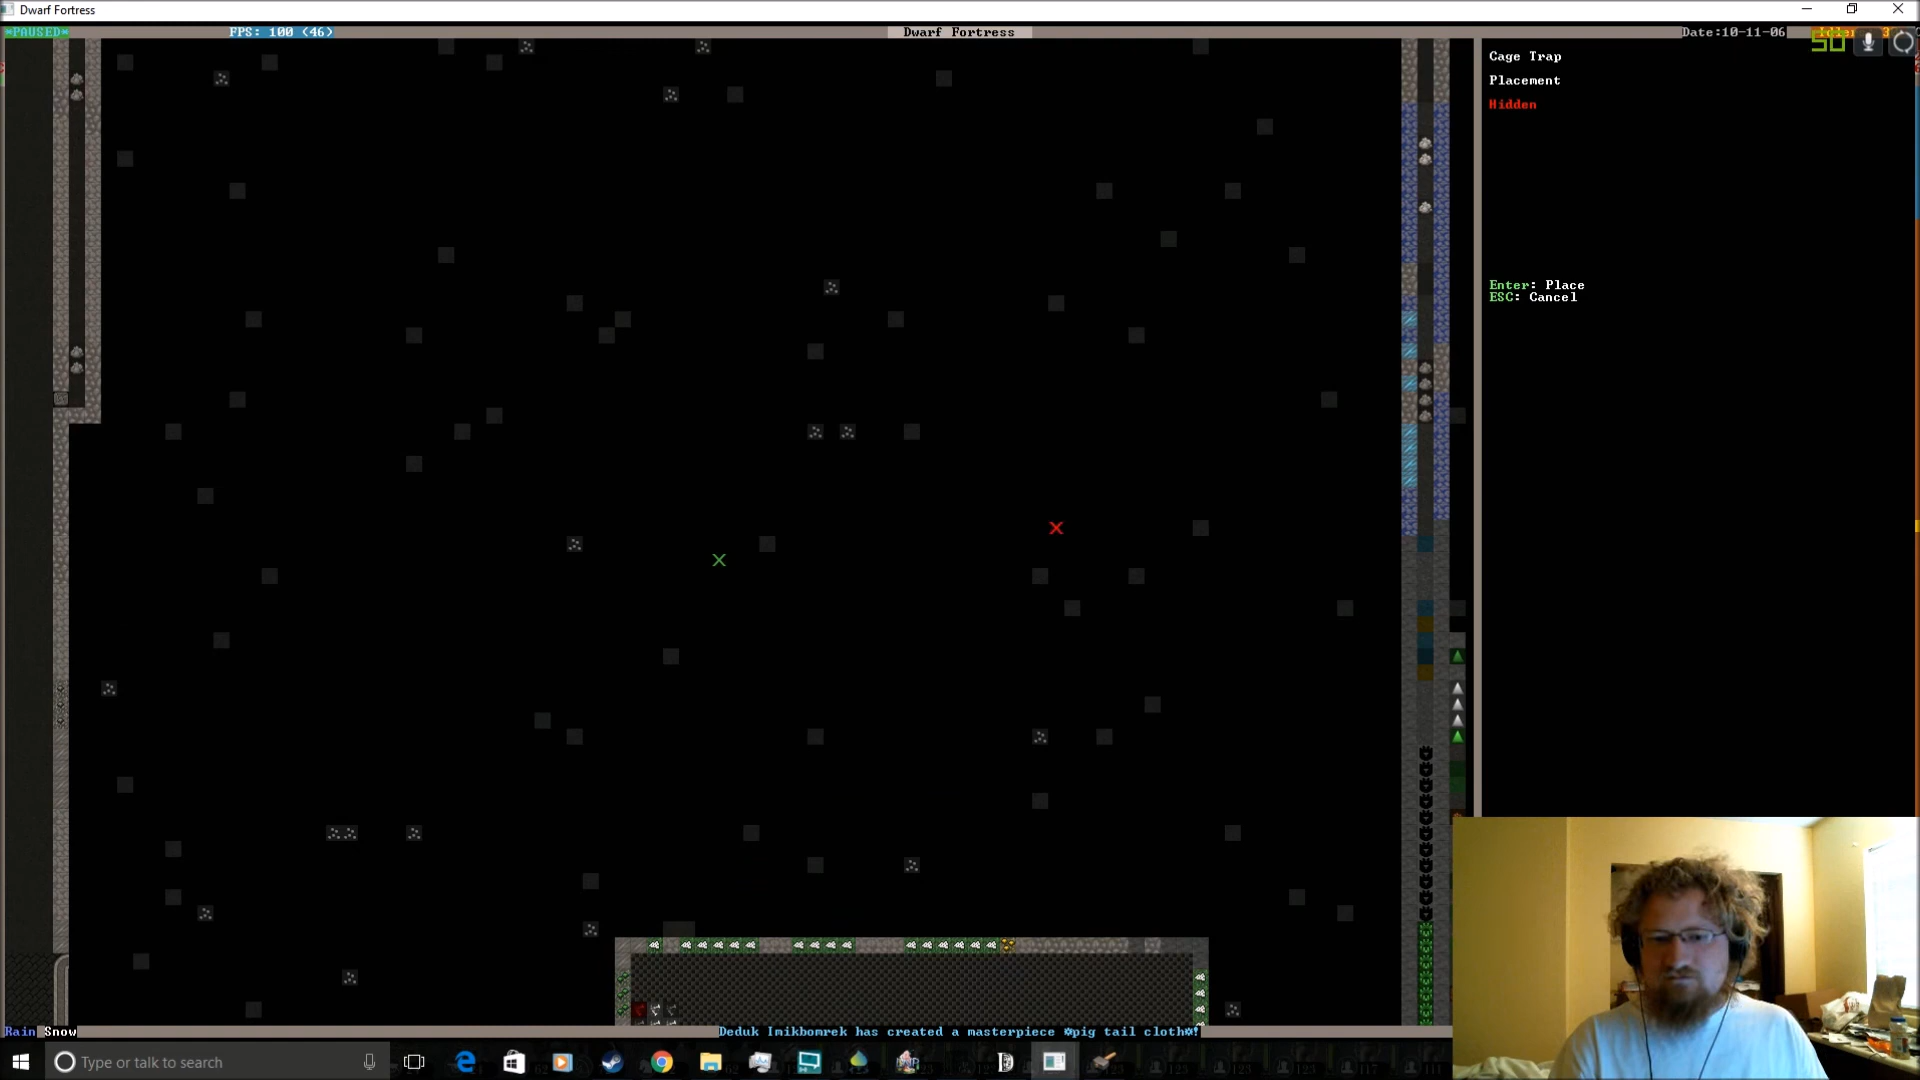 Dwarf Fortress
*PAUSED*
FPS: 100 (46)
Dwarf Fortress
Date:10-11-06
50
Cage Trap
Placement
Hidden
Enter: Place
ESC: Cancel
Rain Snow
Deduk Imikbomrek has created a masterpiece ☼pig tail cloth☼!
Type or talk to search